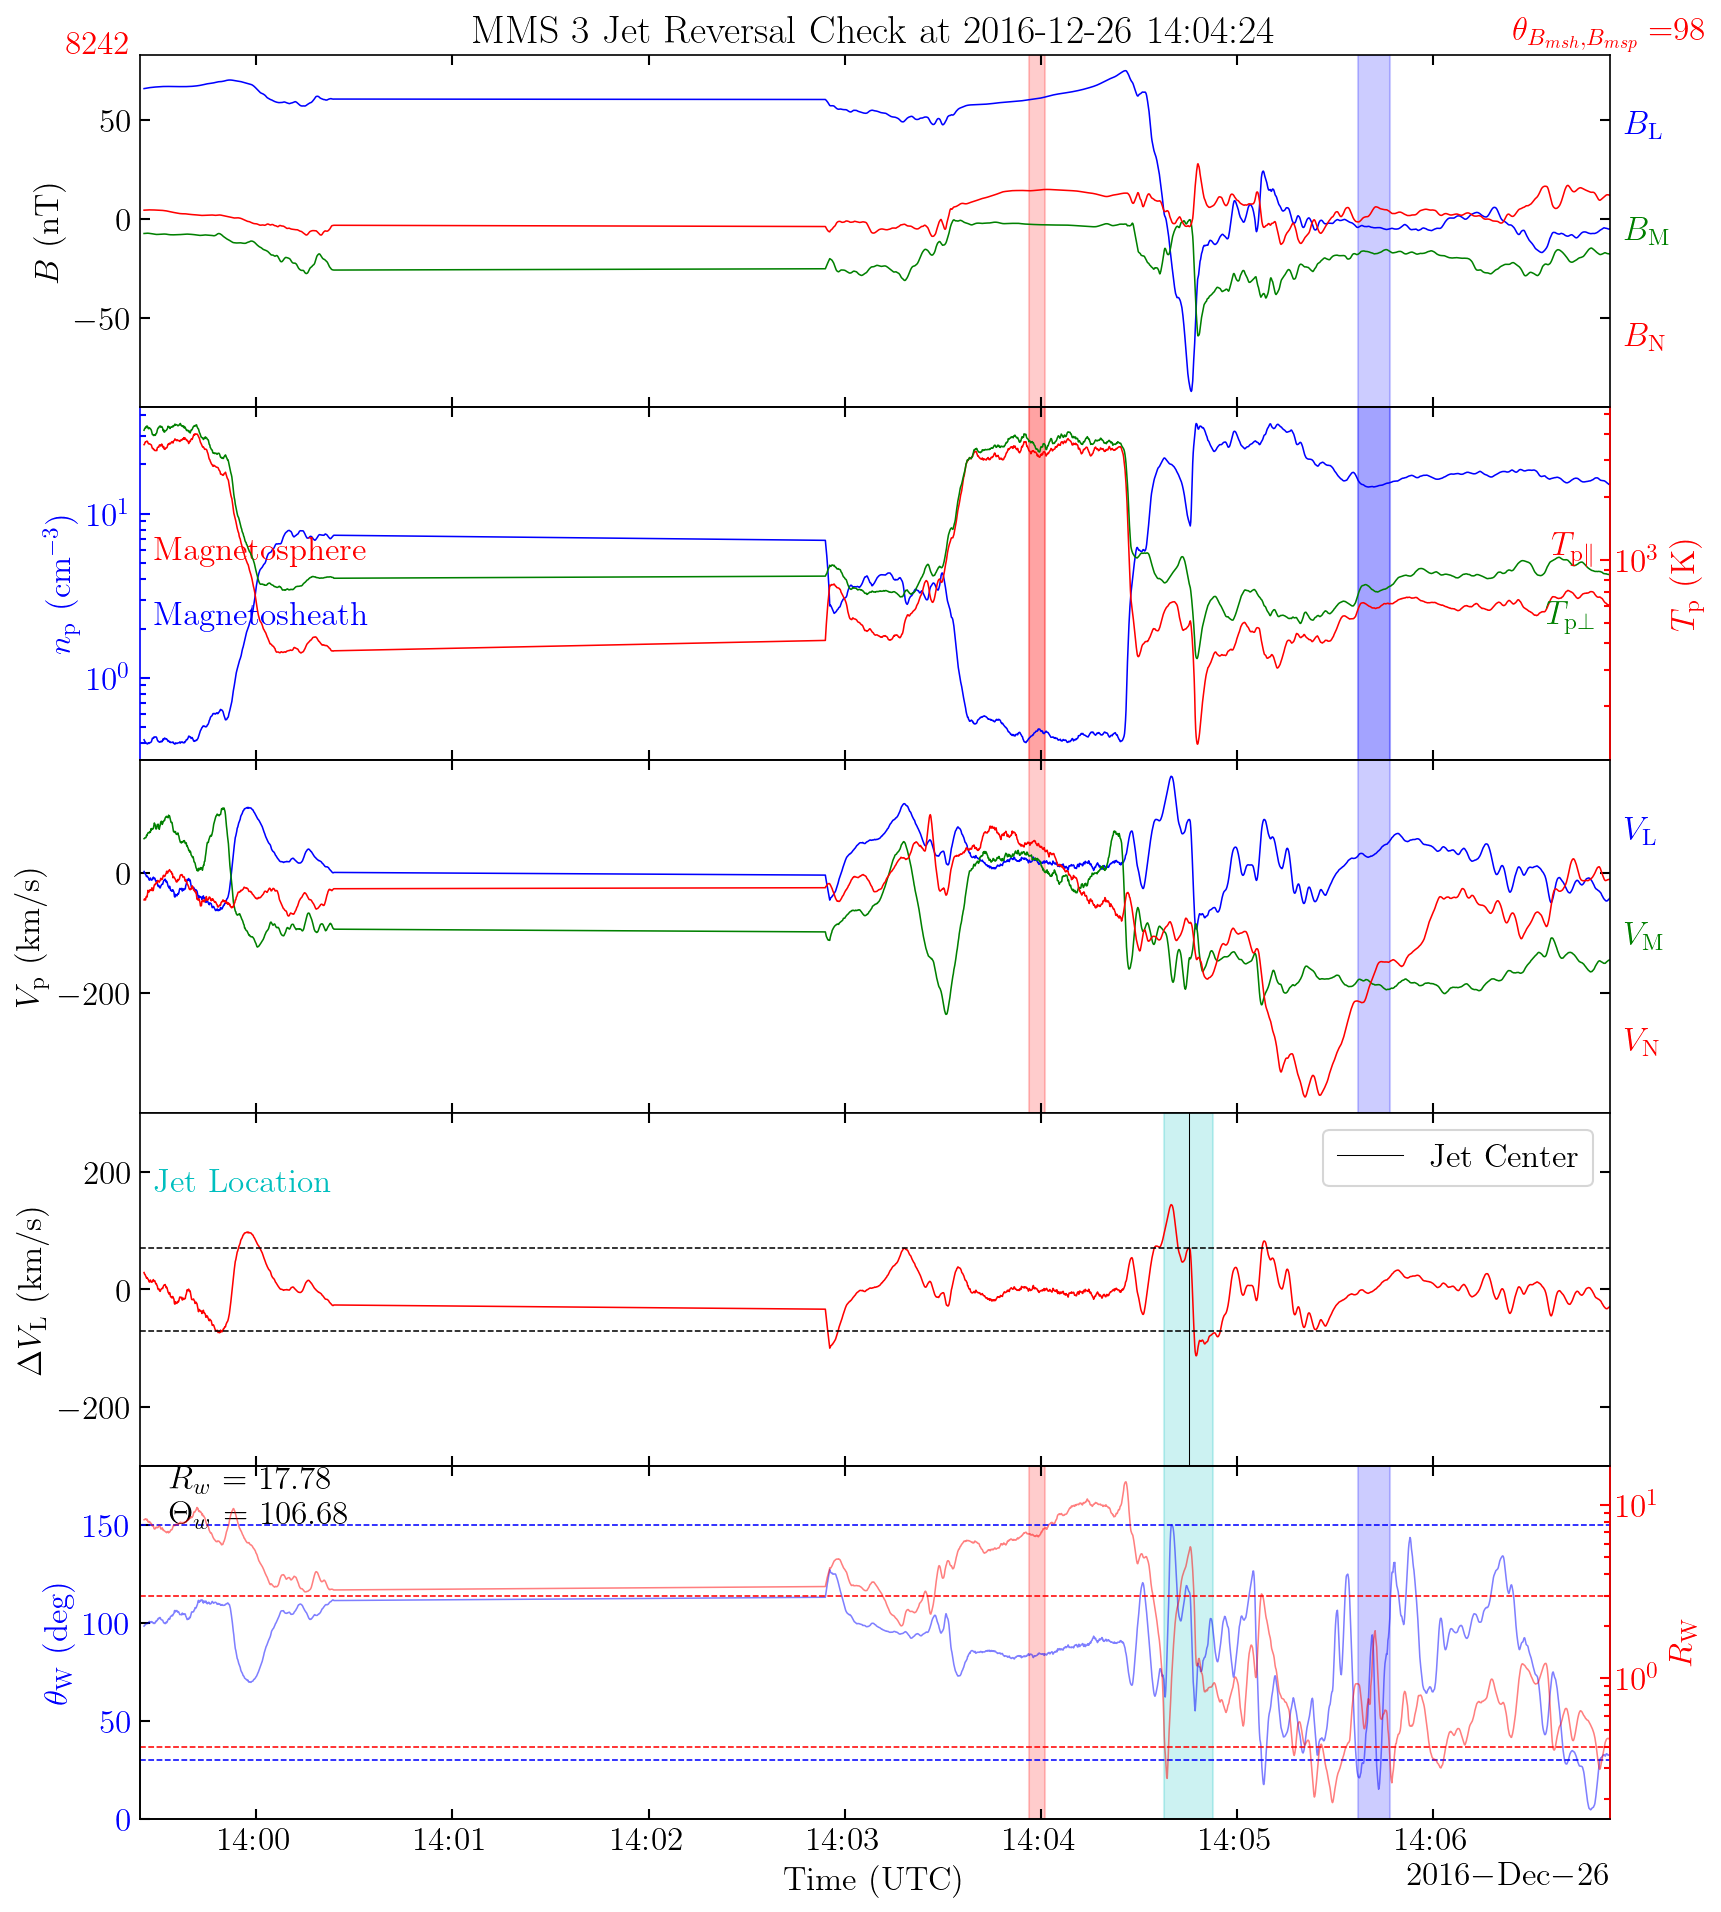 MMS 3 Jet Reversal Check at 2016-12-26 14:04:24
8242
θ_{B_{msh},B_{msp}} =98
50
0
−50
B (nT)
B_L
B_M
B_N
10^1
10^0
n_p (cm^{−3})
Magnetosphere
Magnetosheath
T_{p∥}
T_{p⊥}
10^3
T_p (K)
0
−200
V_p (km/s)
V_L
V_M
V_N
200
0
−200
ΔV_L (km/s)
Jet Location
Jet Center
R_w = 17.78
Θ_w = 106.68
150
100
50
0
θ_W (deg)
10^1
10^0
R_W
14:00
14:01
14:02
14:03
14:04
14:05
14:06
Time (UTC)
2016−Dec−26